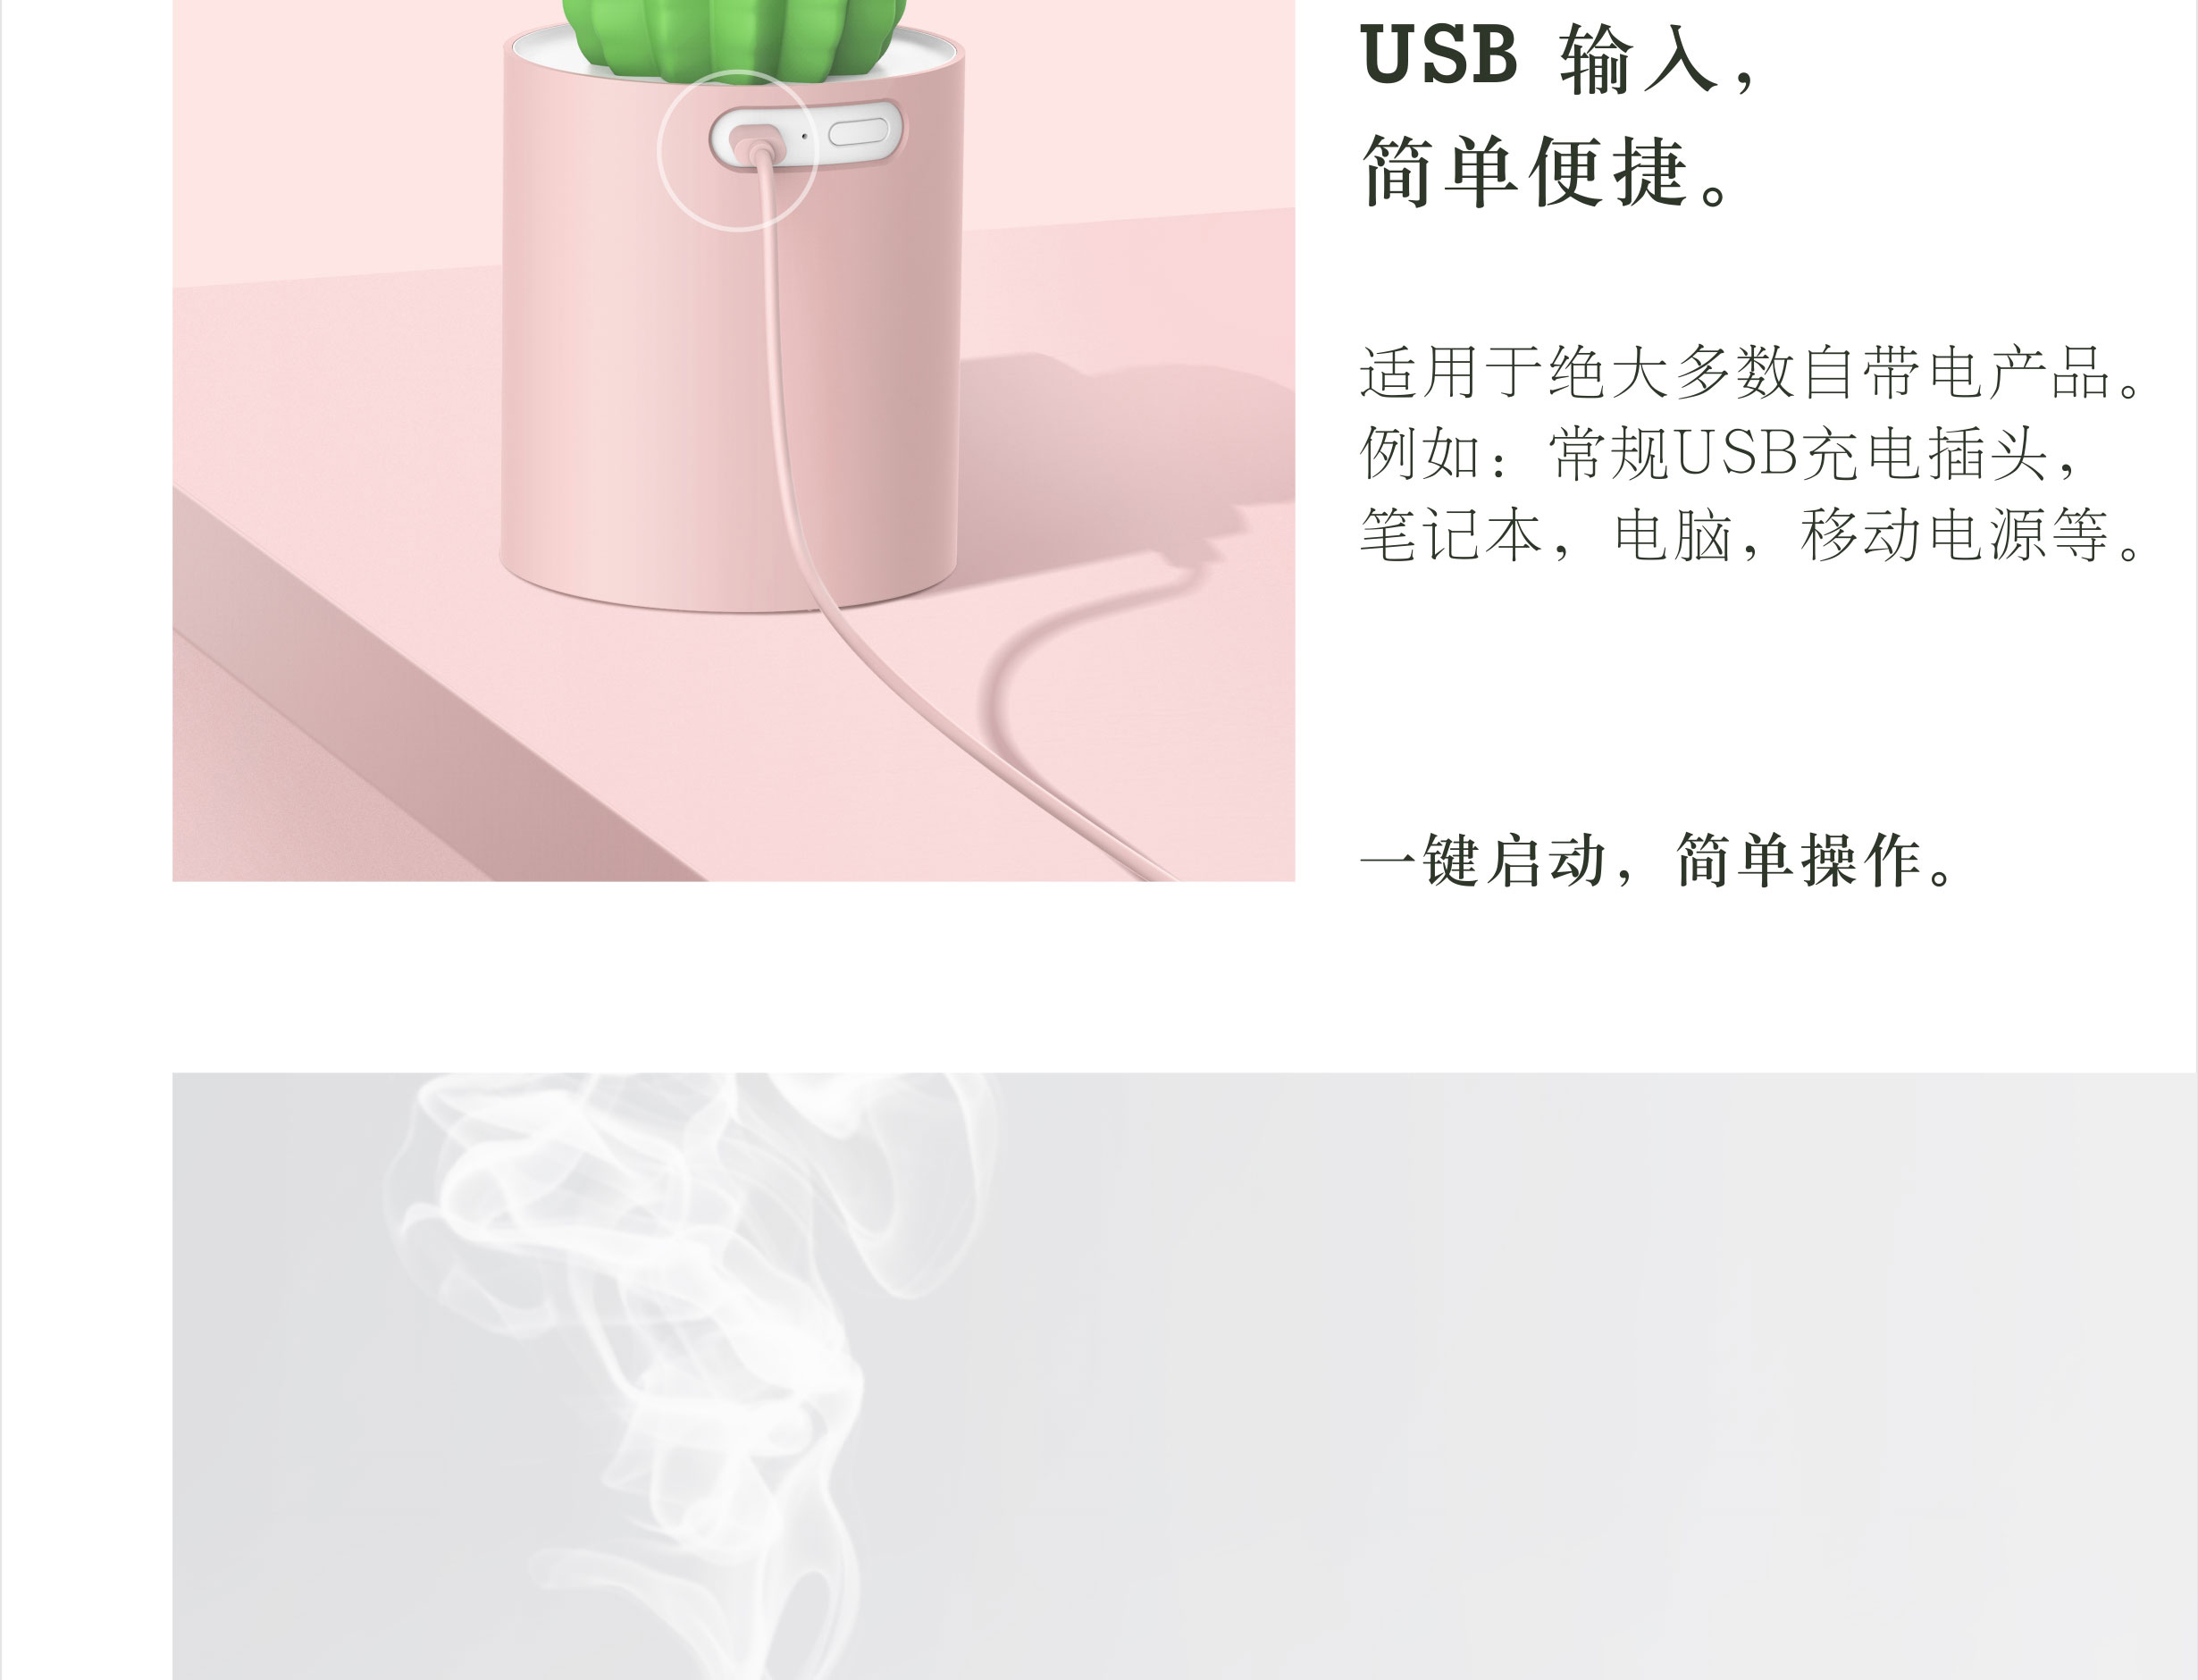 USB 输入，
简单便捷。
适用于绝大多数自带电产品。
例如：常规USB充电插头，
笔记本，电脑，移动电源等。
一键启动，简单操作。